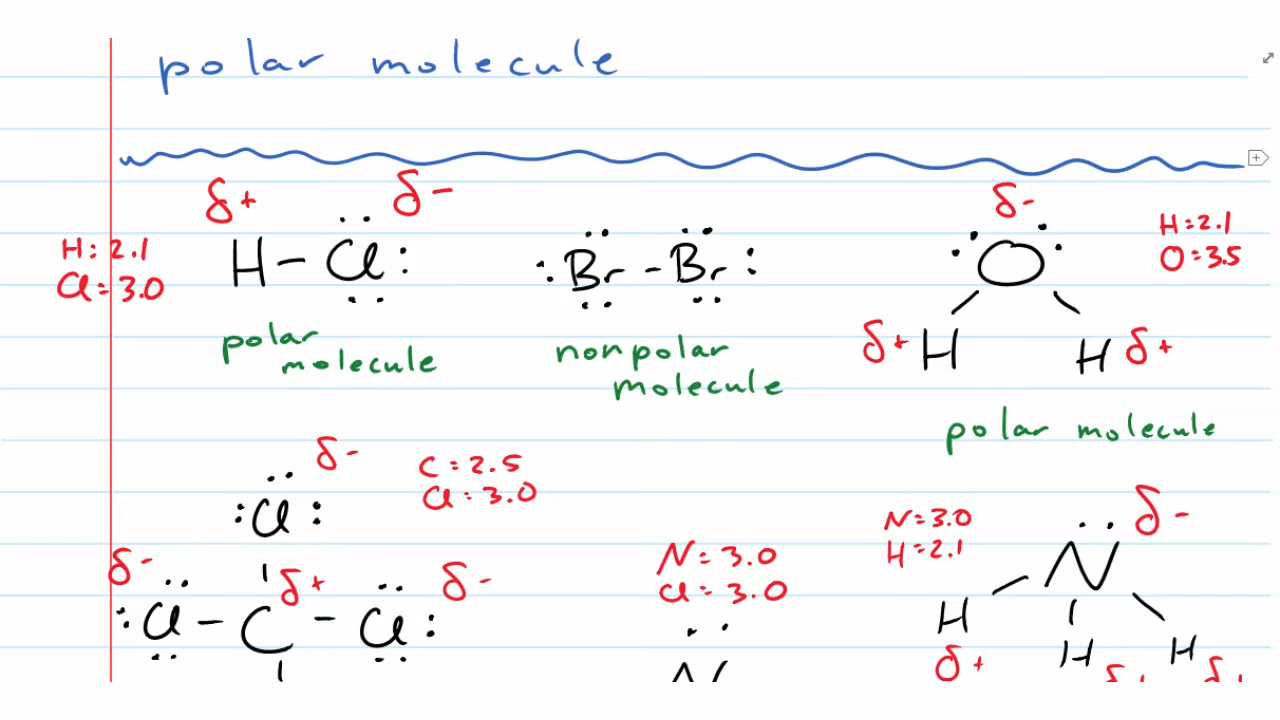 polar molecule
δ+ δ-
H: 2.1
Cl= 3.0
H - Cl
polar
molecule
Br - Br
nonpolar
molecule
δ-
H=2.1
O=3.5
O
δ+ H H δ+
polar molecule
δ-
C = 2.5
Cl= 3.0
Cl
δ- δ+ δ-
Cl - C - Cl
N= 3.0
Cl= 3.0
N
N=3.0
H=2.1
δ-
N
H H H
δ+ δ+ δ+